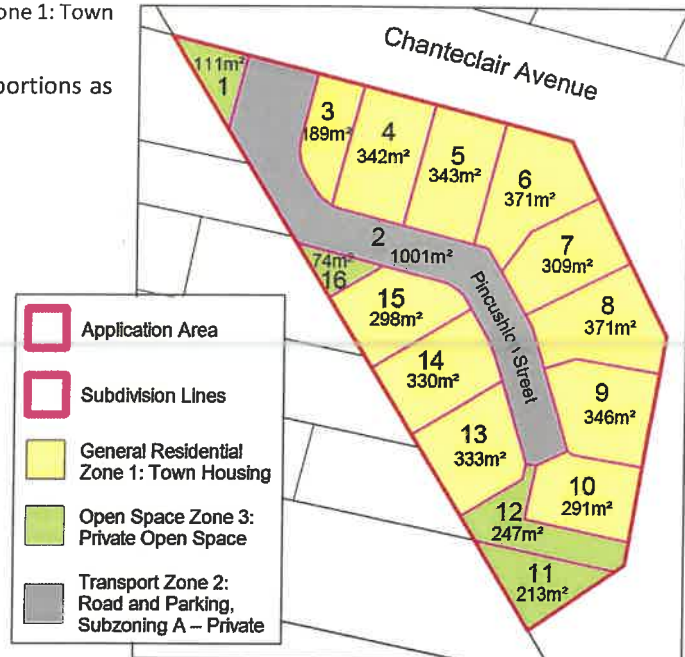 one 1: Town
portions as
Chanteclair Avenue
111m²
1
3
189m²
4
342m²
5
343m²
6
371m²
7
309m²
8
371m²
9
346m²
10
291m²
2
1001m²
Street
74m²
16
15
298m²
14
330m²
13
333m²
12
247m²
11
213m²
Application Area
Subdivision Lines
General Residential
Zone 1: Town Housing
Open Space Zone 3:
Private Open Space
Transport Zone 2:
Road and Parking,
Subzoning A – Private